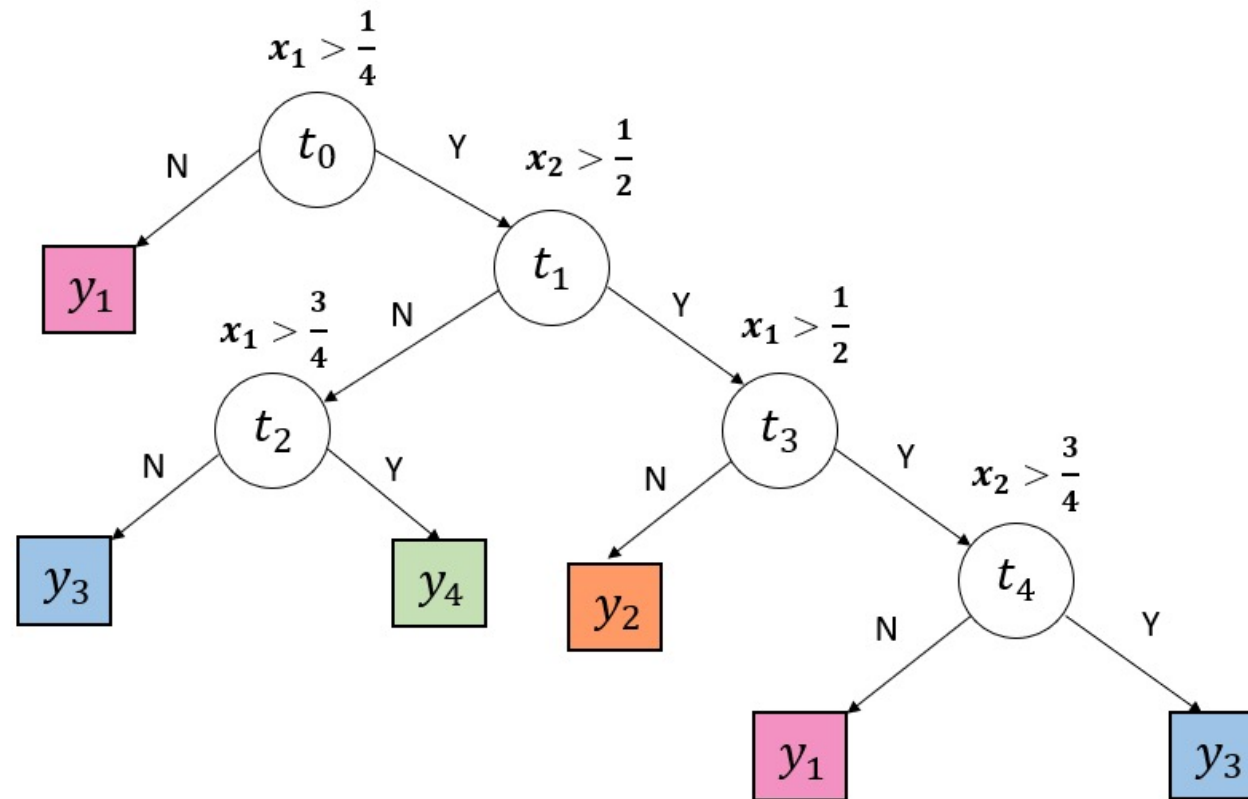 x₁ > 1/4
t₀
N
Y
x₂ > 1/2
t₁
y₁
N
Y
x₁ > 3/4
x₁ > 1/2
t₂
t₃
N
Y
N
Y
x₂ > 3/4
y₃
y₄
y₂
t₄
N
Y
y₁
y₃